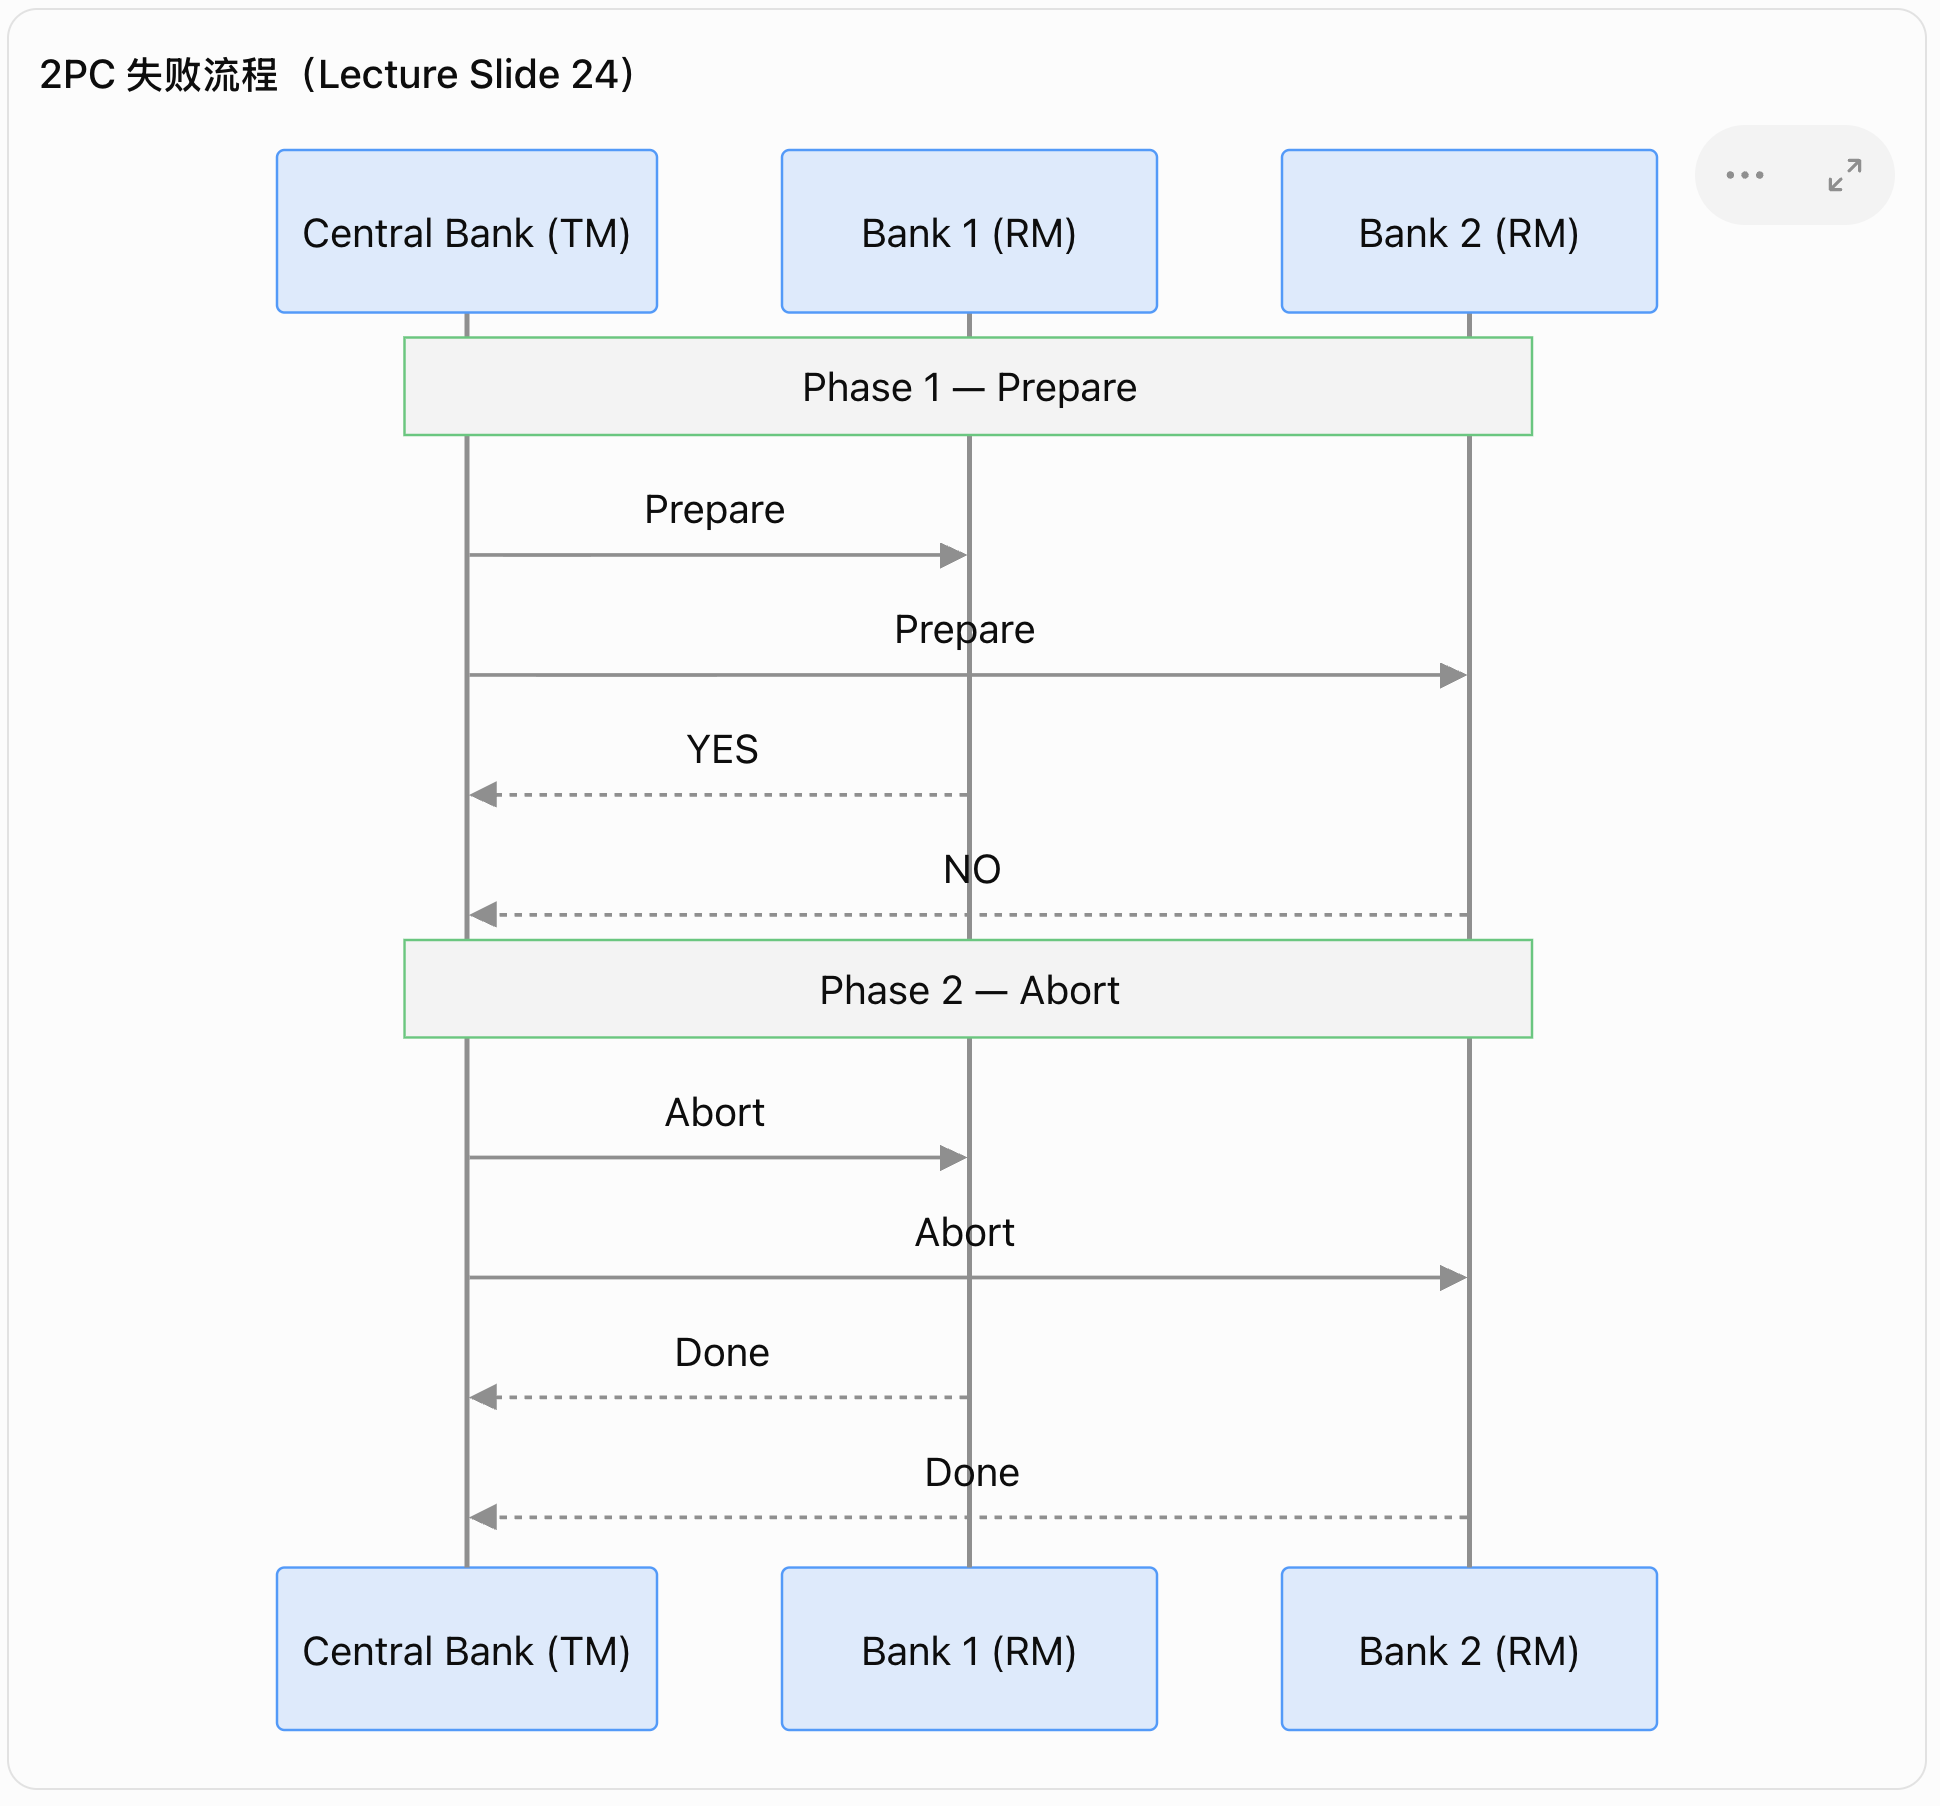 2PC 失败流程（Lecture Slide 24）
Central Bank (TM)
Bank 1 (RM)
Bank 2 (RM)
Phase 1 — Prepare
Prepare
Prepare
YES
NO
Phase 2 — Abort
Abort
Abort
Done
Done
Central Bank (TM)
Bank 1 (RM)
Bank 2 (RM)